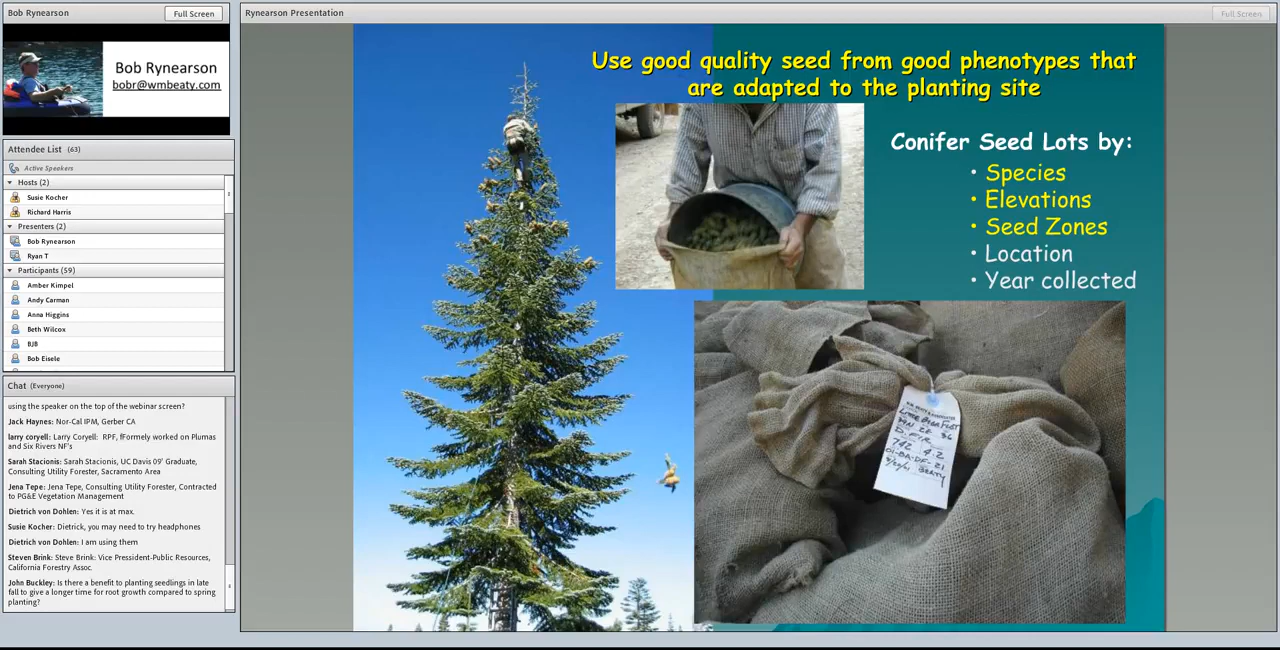 Bob Rynearson
Full Screen
Bob Rynearson
bobr@wmbeaty.com
Attendee List (63)
Active Speakers
Hosts (2)
Susie Kocher
Richard Harris
Presenters (2)
Bob Rynearson
Ryan T
Participants (59)
Amber Kimpel
Andy Carman
Anna Higgins
Beth Wilcox
BJB
Bob Eisele
Chat (Everyone)
using the speaker on the top of the webinar screen?
Jack Haynes: Nor-Cal IPM, Gerber CA
larry coryell: Larry Coryell: RPF, fFormely worked on Plumas
and Six Rivers NF's
Sarah Stacionis: Sarah Stacionis, UC Davis 09' Graduate,
Consulting Utility Forester, Sacramento Area
Jena Tepe: Jena Tepe, Consulting Utility Forester, Contracted
to PG&E Vegetation Management
Dietrich von Dohlen: Yes it is at max.
Susie Kocher: Dietrick, you may need to try headphones
Dietrich von Dohlen: I am using them
Steven Brink: Steve Brink: Vice President-Public Resources,
California Forestry Assoc.
John Buckley: Is there a benefit to planting seedlings in late
fall to give a longer time for root growth compared to spring
planting?
Rynearson Presentation
Full Screen
Use good quality seed from good phenotypes that
are adapted to the planting site
Conifer Seed Lots by:
• Species
• Elevations
• Seed Zones
• Location
• Year collected